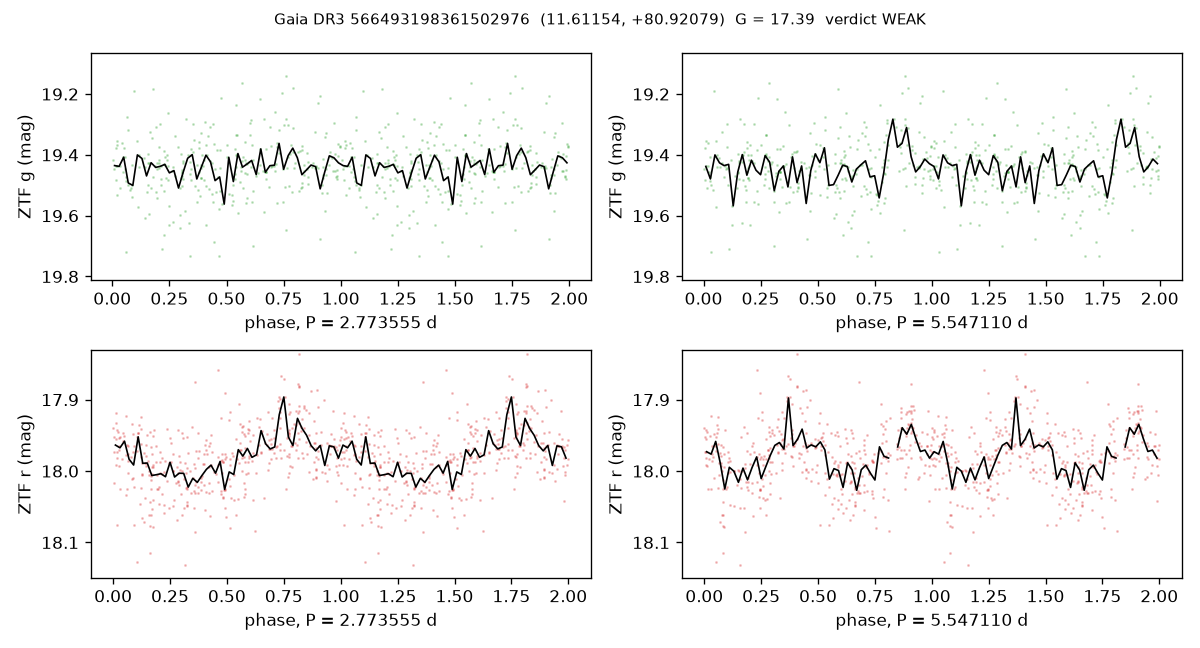 Gaia DR3 566493198361502976 (11.61154, +80.92079) G = 17.39 verdict WEAK
ZTF g (mag)
19.2
19.4
19.6
19.8
0.00 0.25 0.50 0.75 1.00 1.25 1.50 1.75 2.00
phase, P = 2.773555 d
ZTF g (mag)
19.2
19.4
19.6
19.8
0.00 0.25 0.50 0.75 1.00 1.25 1.50 1.75 2.00
phase, P = 5.547110 d
ZTF r (mag)
17.9
18.0
18.1
0.00 0.25 0.50 0.75 1.00 1.25 1.50 1.75 2.00
phase, P = 2.773555 d
ZTF r (mag)
17.9
18.0
18.1
0.00 0.25 0.50 0.75 1.00 1.25 1.50 1.75 2.00
phase, P = 5.547110 d